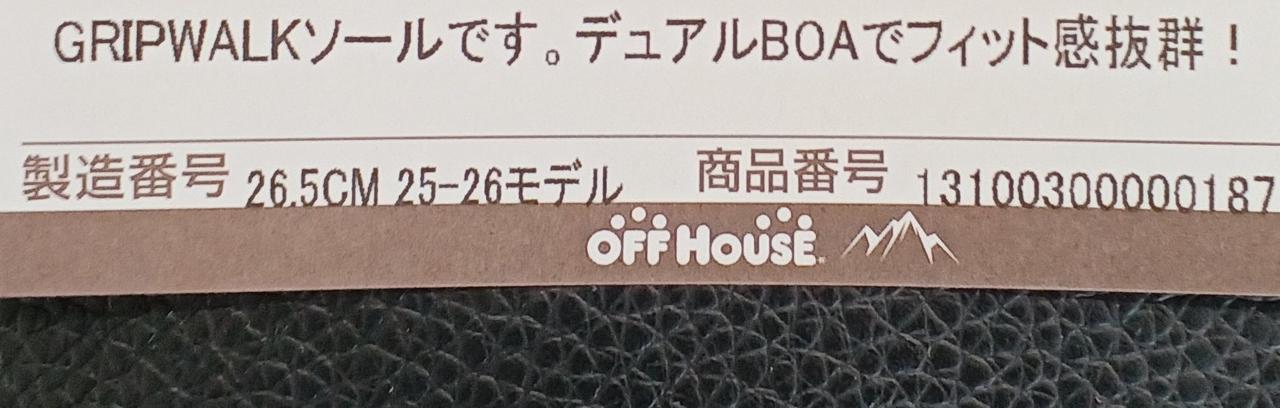 GRIPWALKソールです。デュアルBOAでフィット感抜群！
製造番号 26.5CM 25-26モデル 商品番号 131003000000187
OFF HOUSE